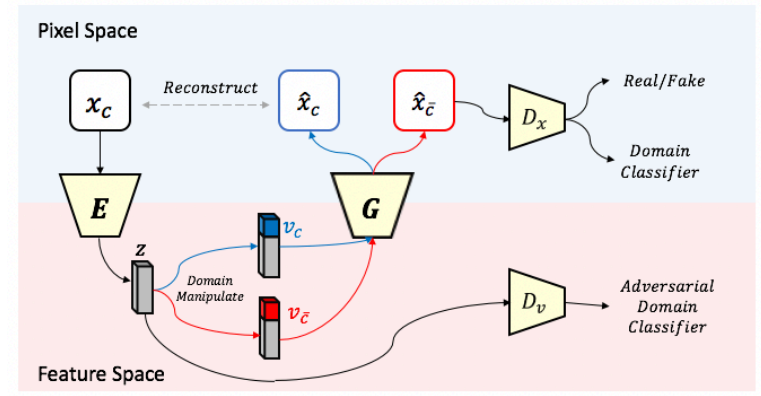 Pixel Space
x_c
Reconstruct
x̂_c
x̂_c̄
D_x
Real/Fake
Domain
Classifier
E
G
z
v_c
Domain
Manipulate
v_c̄
D_v
Adversarial
Domain
Classifier
Feature Space